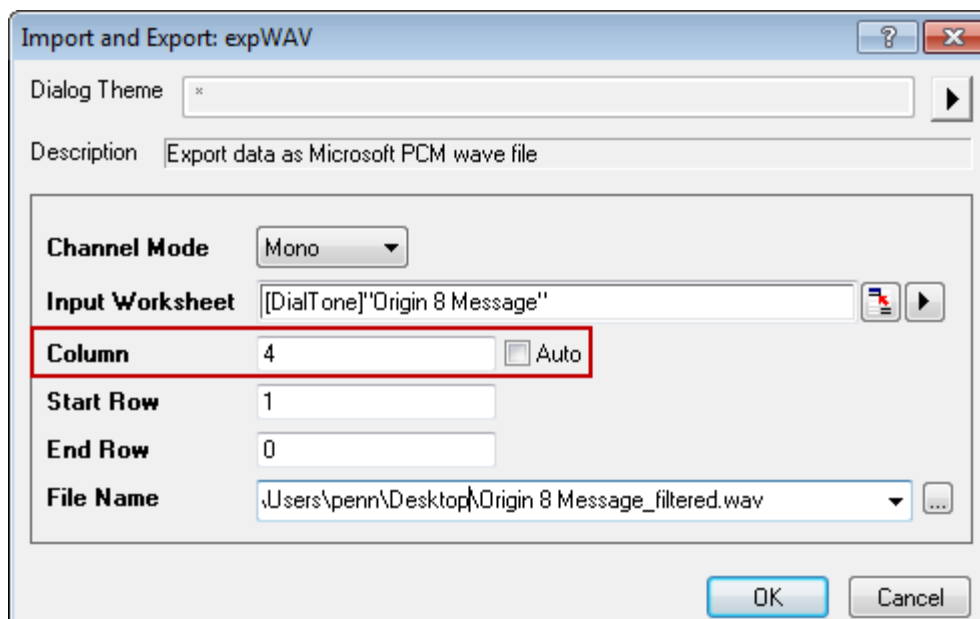 Import and Export: expWAV
Dialog Theme *
Description Export data as Microsoft PCM wave file
Channel Mode Mono
Input Worksheet [DialTone]"Origin 8 Message"
Column 4 Auto
Start Row 1
End Row 0
File Name \Users\penn\Desktop\Origin 8 Message_filtered.wav ...
OK Cancel